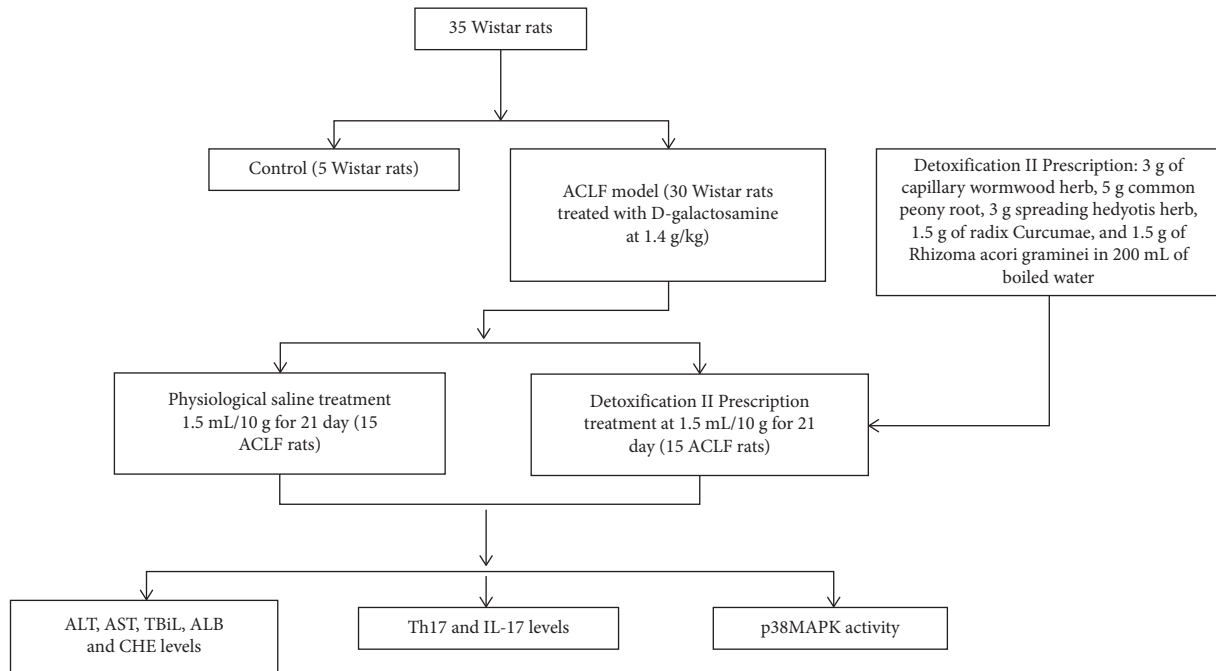 35 Wistar rats
Control (5 Wistar rats)
ACLF model (30 Wistar rats
treated with D-galactosamine
at 1.4 g/kg)
Detoxification II Prescription: 3 g of
capillary wormwood herb, 5 g common
peony root, 3 g spreading hedyotis herb,
1.5 g of radix Curcumae, and 1.5 g of
Rhizoma acori graminei in 200 mL of
boiled water
Physiological saline treatment
1.5 mL/10 g for 21 day (15
ACLF rats)
Detoxification II Prescription
treatment at 1.5 mL/10 g for 21
day (15 ACLF rats)
ALT, AST, TBiL, ALB
and CHE levels
Th17 and IL-17 levels
p38MAPK activity